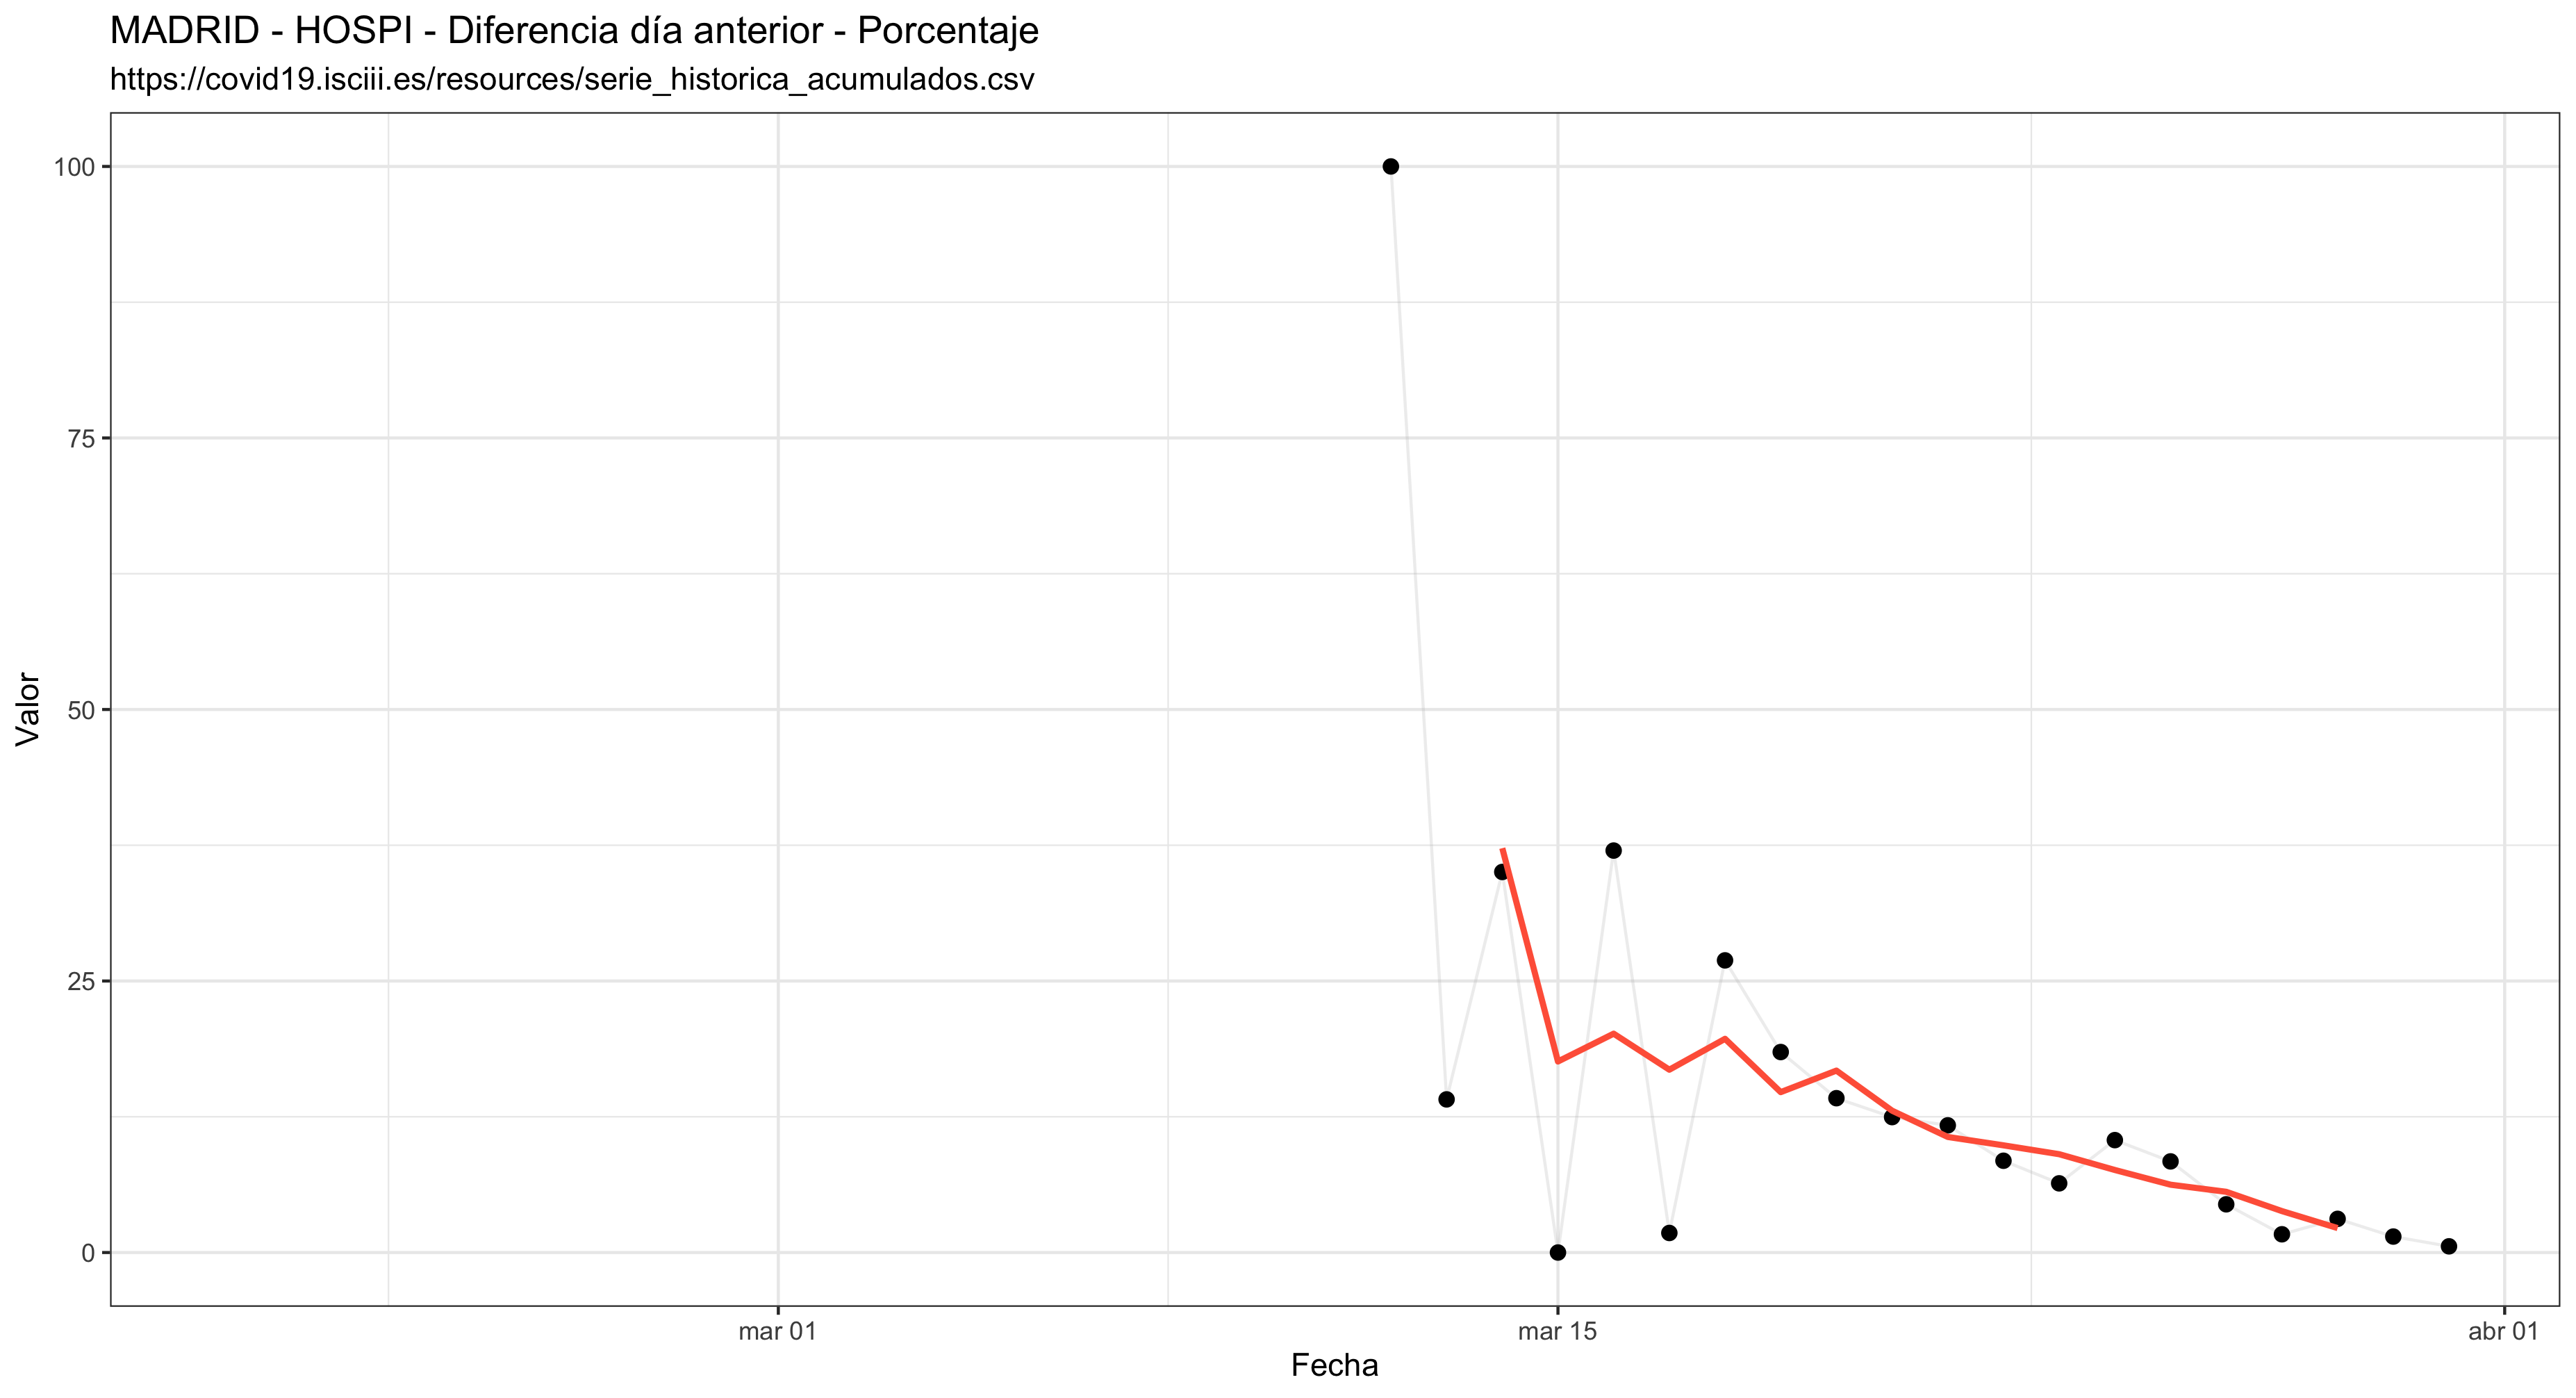 MADRID - HOSPI - Diferencia día anterior - Porcentaje
https://covid19.isciii.es/resources/serie_historica_acumulados.csv
100
75
50
25
0
Valor
mar 01
mar 15
abr 01
Fecha